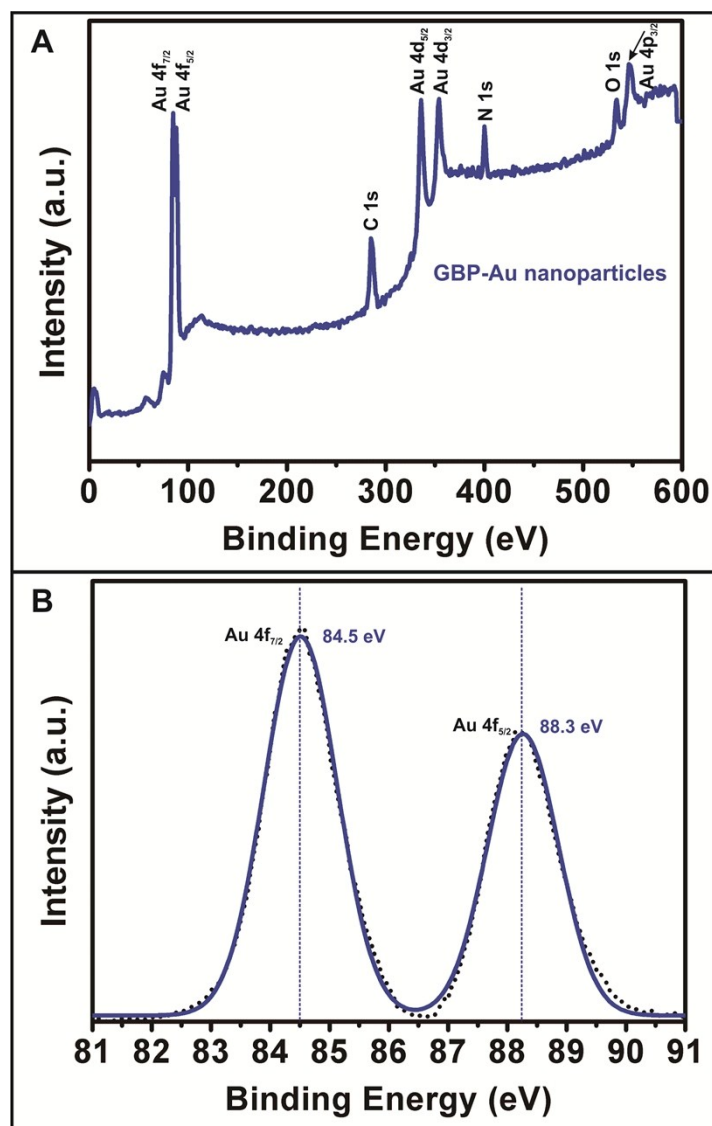 A
Au 4f7/2
Au 4f5/2
C 1s
Au 4d5/2
Au 4d3/2
N 1s
O 1s
Au 4p3/2
GBP-Au nanoparticles
Intensity (a.u.)
0 100 200 300 400 500 600
Binding Energy (eV)
B
Au 4f7/2 84.5 eV
Au 4f5/2 88.3 eV
Intensity (a.u.)
81 82 83 84 85 86 87 88 89 90 91
Binding Energy (eV)